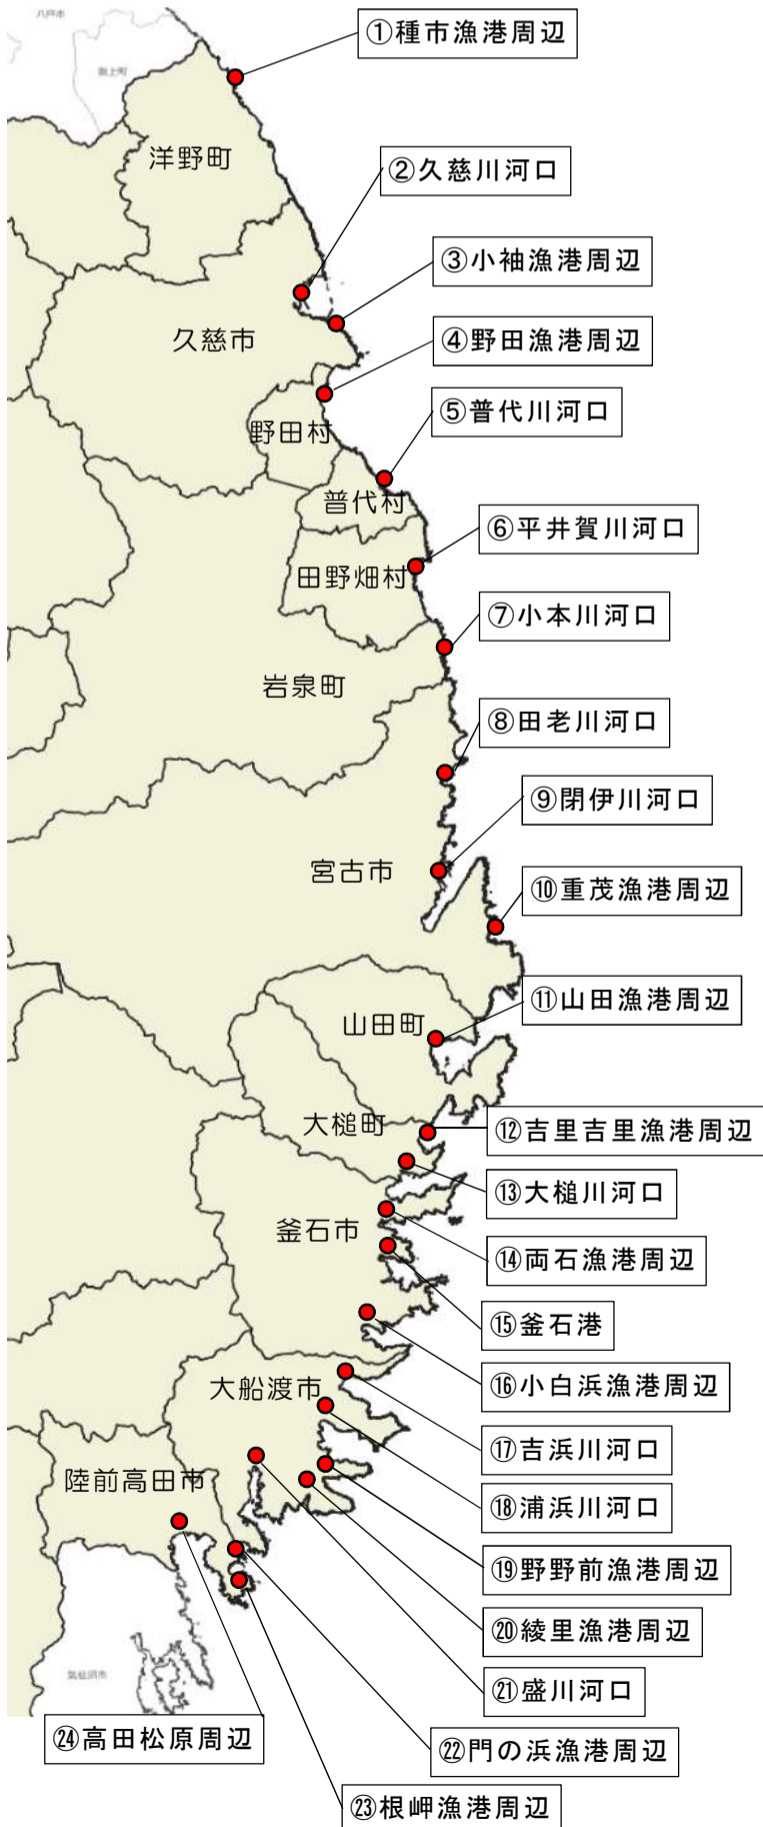 八戸市
①種市漁港周辺
階上町
洋野町
②久慈川河口
③小袖漁港周辺
久慈市
④野田漁港周辺
⑤普代川河口
野田村
普代村
⑥平井賀川河口
田野畑村
⑦小本川河口
岩泉町
⑧田老川河口
⑨閉伊川河口
宮古市
⑩重茂漁港周辺
⑪山田漁港周辺
山田町
大槌町
⑫吉里吉里漁港周辺
⑬大槌川河口
釜石市
⑭両石漁港周辺
⑮釜石港
大船渡市
⑯小白浜漁港周辺
⑰吉浜川河口
陸前高田市
⑱浦浜川河口
⑲野野前漁港周辺
⑳綾里漁港周辺
気仙沼市
㉑盛川河口
㉔高田松原周辺
㉒門の浜漁港周辺
㉓根岬漁港周辺